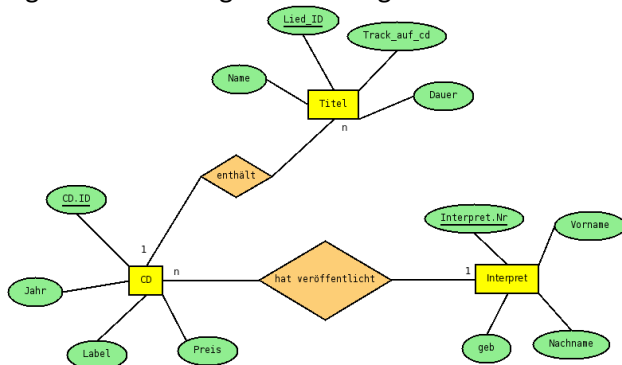 Lied_ID
Track_auf_cd
Name
Titel
Dauer
n
enthält
CD.ID
1
Interpret.Nr
Vorname
n
hat veröffentlicht
1
CD
Interpret
Jahr
Label
Preis
geb
Nachname